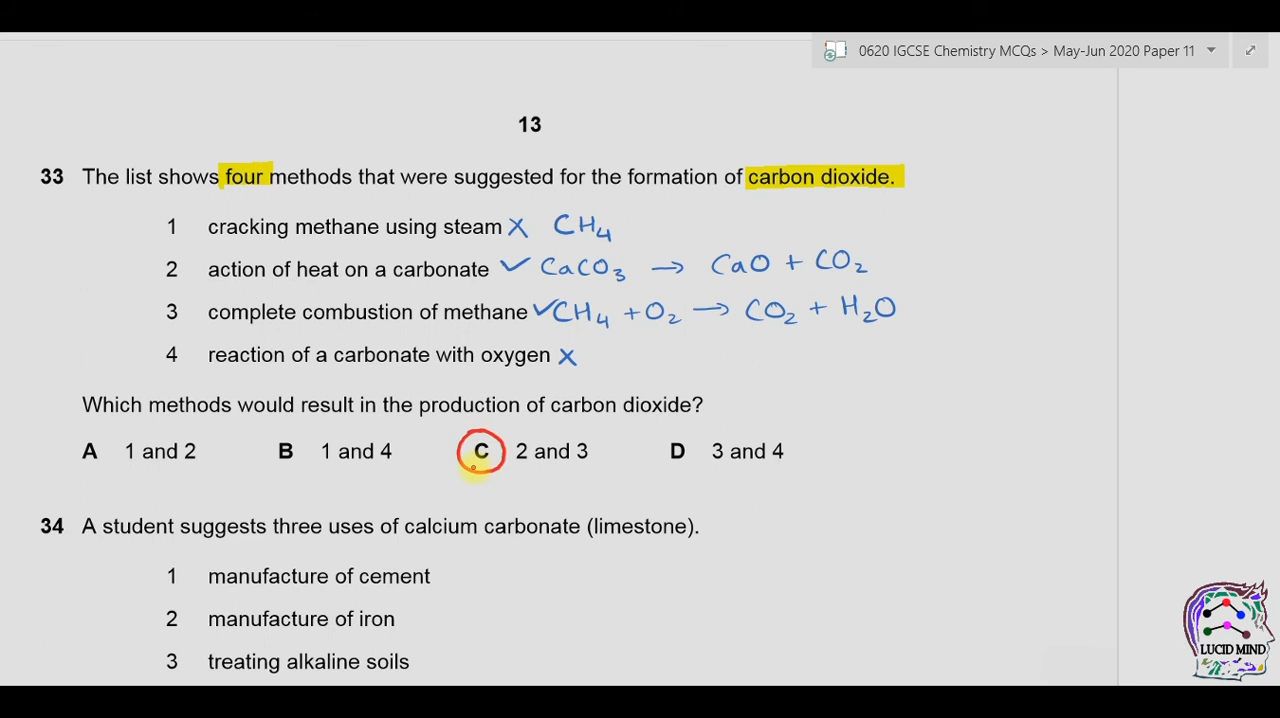 0620 IGCSE Chemistry MCQs > May-Jun 2020 Paper 11
13
33 The list shows four methods that were suggested for the formation of carbon dioxide.
1 cracking methane using steam X CH₄
2 action of heat on a carbonate ✓ CaCO₃ → CaO + CO₂
3 complete combustion of methane ✓ CH₄ + O₂ → CO₂ + H₂O
4 reaction of a carbonate with oxygen X
Which methods would result in the production of carbon dioxide?
A 1 and 2 B 1 and 4 C 2 and 3 D 3 and 4
34 A student suggests three uses of calcium carbonate (limestone).
1 manufacture of cement
2 manufacture of iron
3 treating alkaline soils
LUCID MIND